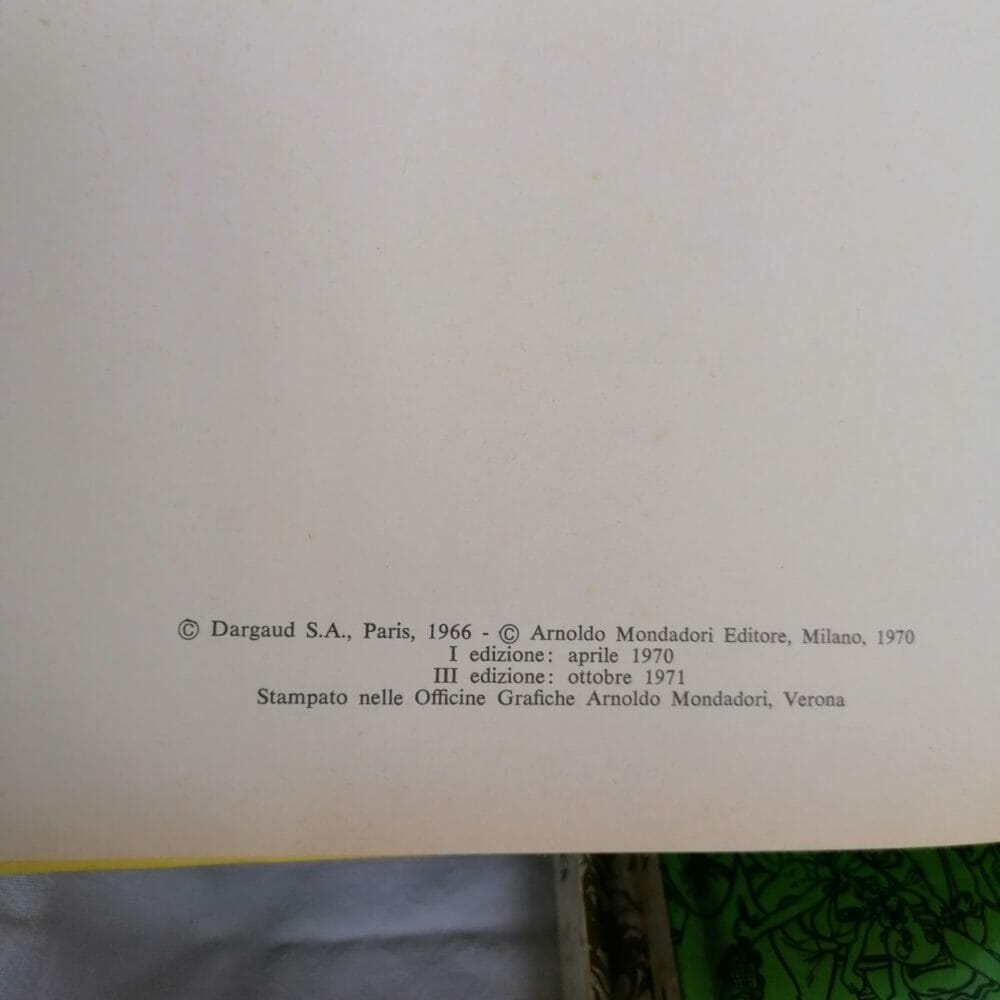 © Dargaud S.A., Paris, 1966 - © Arnoldo Mondadori Editore, Milano, 1970
I edizione: aprile 1970
III edizione: ottobre 1971
Stampato nelle Officine Grafiche Arnoldo Mondadori, Verona